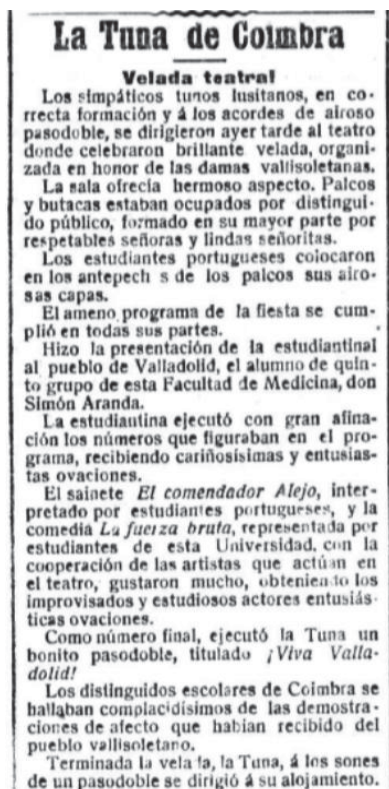 La Tuna de Coimbra
Velada teatral
Los simpáticos tunos lusitanos, en co-
rrecta formación y á los acordes de airoso
pasodoble, se dirigieron ayer tarde al teatro
donde celebraron brillante velada, organi-
zada en honor de las damas vallisoletanas.
La sala ofrecía hermoso aspecto. Palcos
y butacas estaban ocupados por distingui-
do público, formado en su mayor parte por
respetables señoras y lindas señoritas.
Los estudiantes portugueses colocaron
en los antepech s de los palcos sus airo-
sas capas.
El ameno programa de la fiesta se cum-
plió en todas sus partes.
Hizo la presentación de la estudiantinal
al pueblo de Valladolid, el alumno de quin-
to grupo de esta Facultad de Medicina, don
Simón Aranda.
La estudiantina ejecutó con gran afina-
ción los números que figuraban en el pro-
grama, recibiendo cariñosísimas y entusias-
tas ovaciones.
El sainete El comendador Alejo, inter-
pretado por estudiantes portugueses, y la
comedia La fuerza bruta, representada por
estudiantes de esta Universidad, con la
cooperación de las artistas que actúan en
el teatro, gustaron mucho, obtenien to los
improvisados y estudiosos actores entusiás-
ticas ovaciones.
Como número final, ejecutó la Tuna un
bonito pasodoble, titulado ¡Viva Valla-
dolid!
Los distinguidos escolares de Coimbra se
hallaban complacidísimos de las demostra-
ciones de afecto que habían recibido del
pueblo vallisoletano.
Terminada la vela ta, la Tuna, á los sones
de un pasodoble se dirigió á su alojamiento.